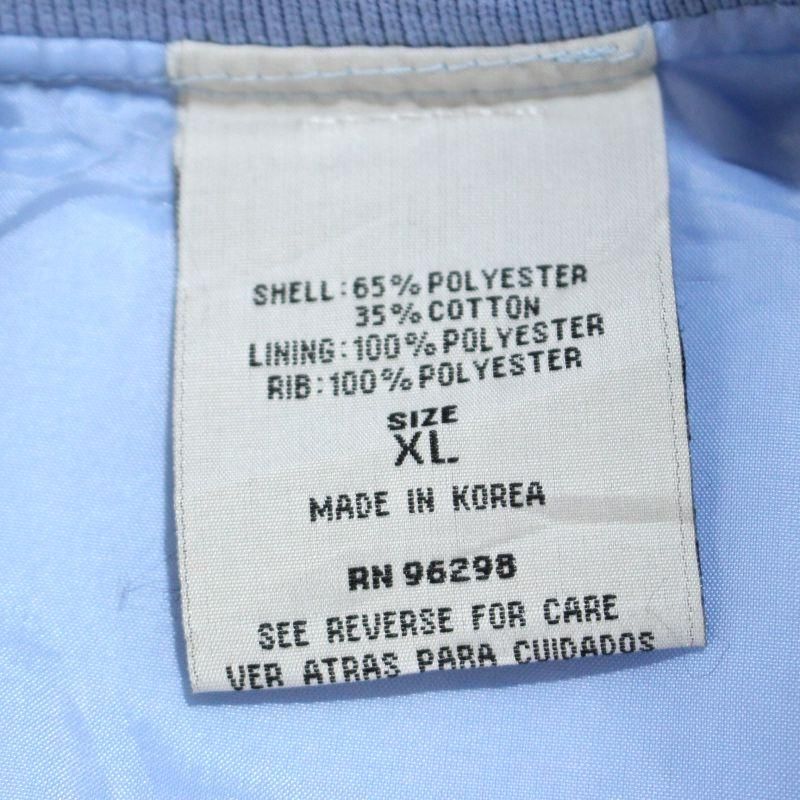 SHELL: 65% POLYESTER
35% COTTON
LINING: 100% POLYESTER
RIB: 100% POLYESTER
SIZE
XL
MADE IN KOREA
RN 96298
SEE REVERSE FOR CARE
VER ATRAS PARA CUIDADOS